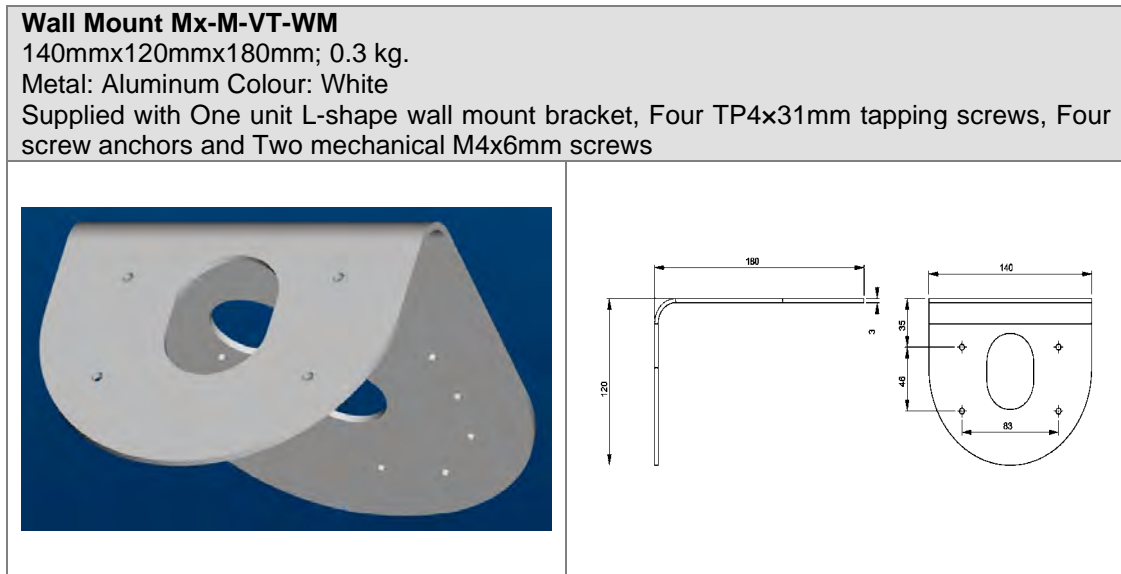 Wall Mount Mx-M-VT-WM
140mmx120mmx180mm; 0.3 kg.
Metal: Aluminum Colour: White
Supplied with One unit L-shape wall mount bracket, Four TP4×31mm tapping screws, Four
screw anchors and Two mechanical M4x6mm screws
180
140
35
3
120
46
83